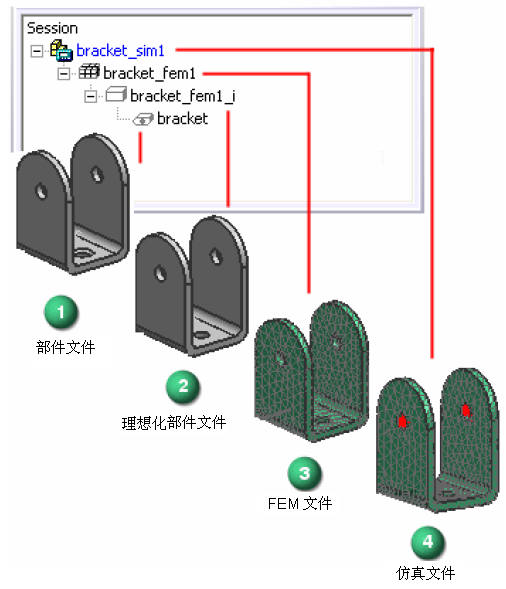 Session
bracket_sim1
bracket_fem1
bracket_fem1_i
bracket
1
部件文件
2
理想化部件文件
3
FEM 文件
4
仿真文件